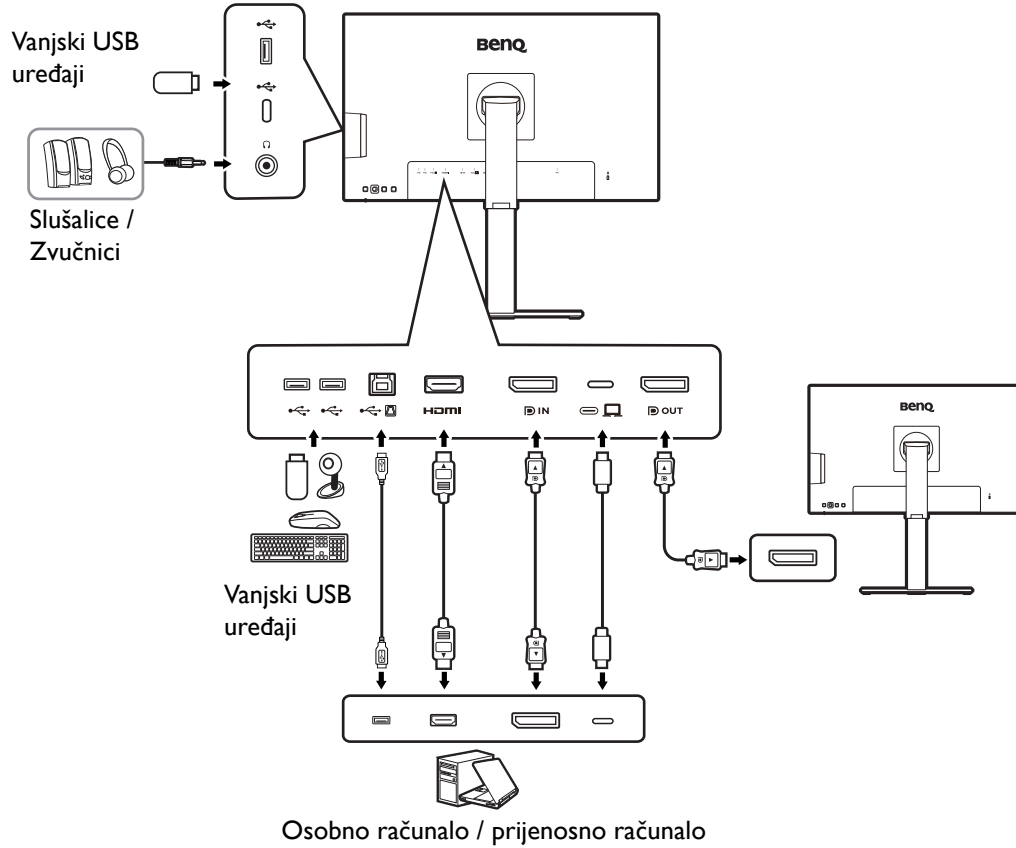 Vanjski USB
uređaji
Slušalice /
Zvučnici
BenQ
HDMI
IN
OUT
BenQ
Vanjski USB
uređaji
Osobno računalo / prijenosno računalo